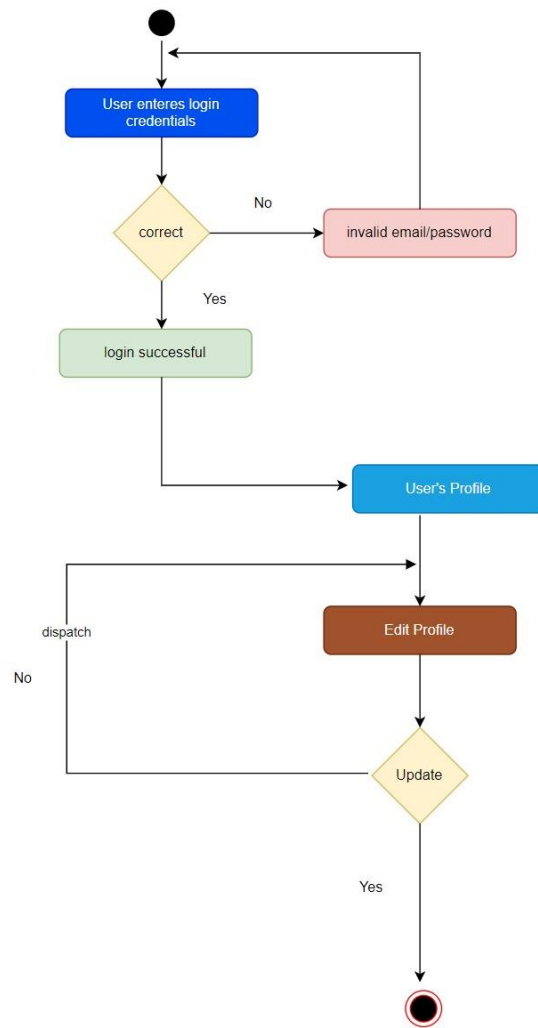 User enteres login
credentials
correct
No
invalid email/password
Yes
login successful
User's Profile
dispatch
Edit Profile
No
Update
Yes